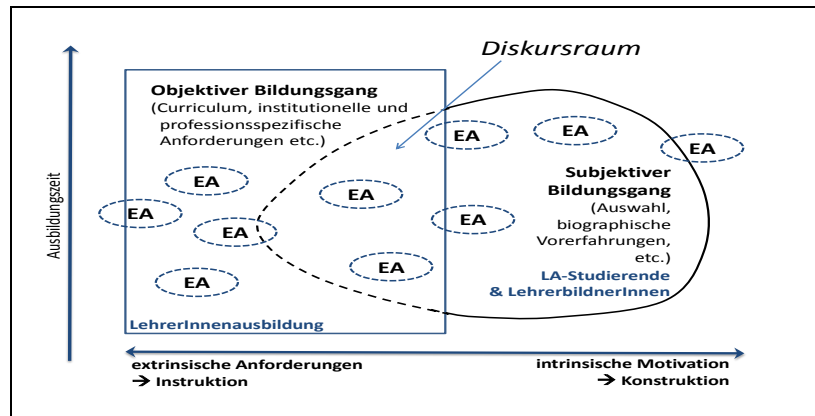 Diskursraum
Objektiver Bildungsgang
(Curriculum, institutionelle und
professionsspezifische
Anforderungen etc.)
EA
EA
EA
EA
EA
EA
EA
EA
EA
EA
EA
Subjektiver
Bildungsgang
(Auswahl,
biographische
Vorerfahrungen,
etc.)
LA-Studierende
& LehrerbildnerInnen
LehrerInnenausbildung
Ausbildungszeit
extrinsische Anforderungen
→ Instruktion
intrinsische Motivation
→ Konstruktion